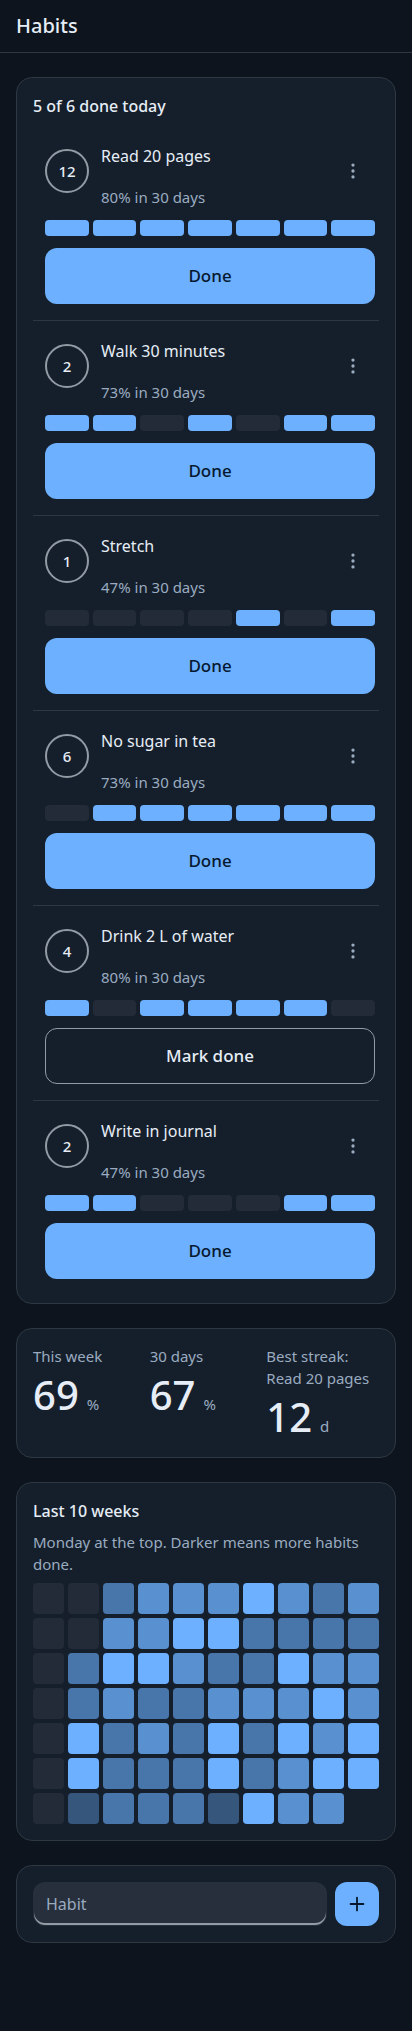 Habits
5 of 6 done today
12
Read 20 pages
80% in 30 days
Done
2
Walk 30 minutes
73% in 30 days
Done
1
Stretch
47% in 30 days
Done
6
No sugar in tea
73% in 30 days
Done
4
Drink 2 L of water
80% in 30 days
Mark done
2
Write in journal
47% in 30 days
Done
This week
69 %
30 days
67 %
Best streak:
Read 20 pages
12 d
Last 10 weeks
Monday at the top. Darker means more habits
done.
Habit